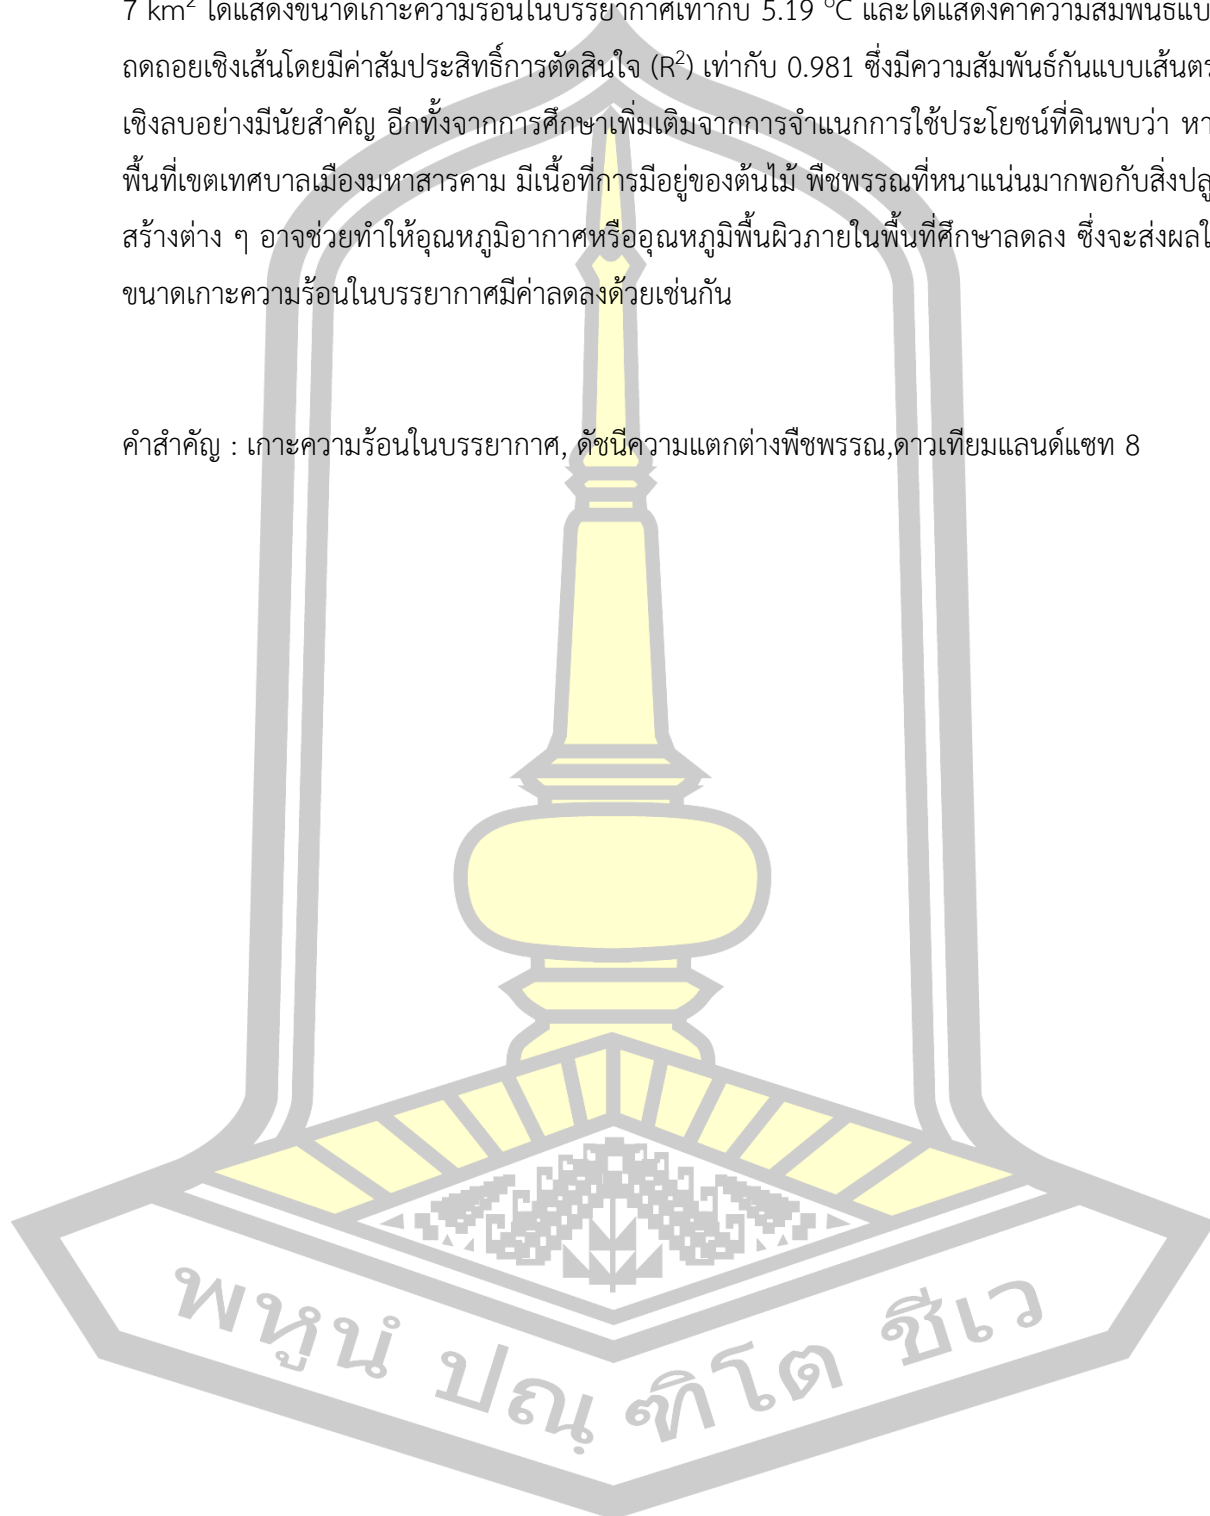 7 km² ได้แสดงขนาดเกาะความร้อนในบรรยากาศเท่ากับ 5.19 °C และได้แสดงค่าความสัมพันธ์แบ
ถดถอยเชิงเส้นโดยมีค่าสัมประสิทธิ์การตัดสินใจ (R²) เท่ากับ 0.981 ซึ่งมีความสัมพันธ์กันแบบเส้นตร
เชิงลบอย่างมีนัยสำคัญ อีกทั้งจากการศึกษาเพิ่มเติมจากการจำแนกการใช้ประโยชน์ที่ดินพบว่า หา
พื้นที่เขตเทศบาลเมืองมหาสารคาม มีเนื้อที่การมีอยู่ของต้นไม้ พืชพรรณที่หนาแน่นมากพอกับสิ่งปลู
สร้างต่าง ๆ อาจช่วยทำให้อุณหภูมิอากาศหรืออุณหภูมิพื้นผิวภายในพื้นที่ศึกษาลดลง ซึ่งจะส่งผลใ
ขนาดเกาะความร้อนในบรรยากาศมีค่าลดลงด้วยเช่นกัน
คำสำคัญ : เกาะความร้อนในบรรยากาศ, ดัชนีความแตกต่างพืชพรรณ,ดาวเทียมแลนด์แซท 8
พหูนํ ปณฺฑิโต ชีเว